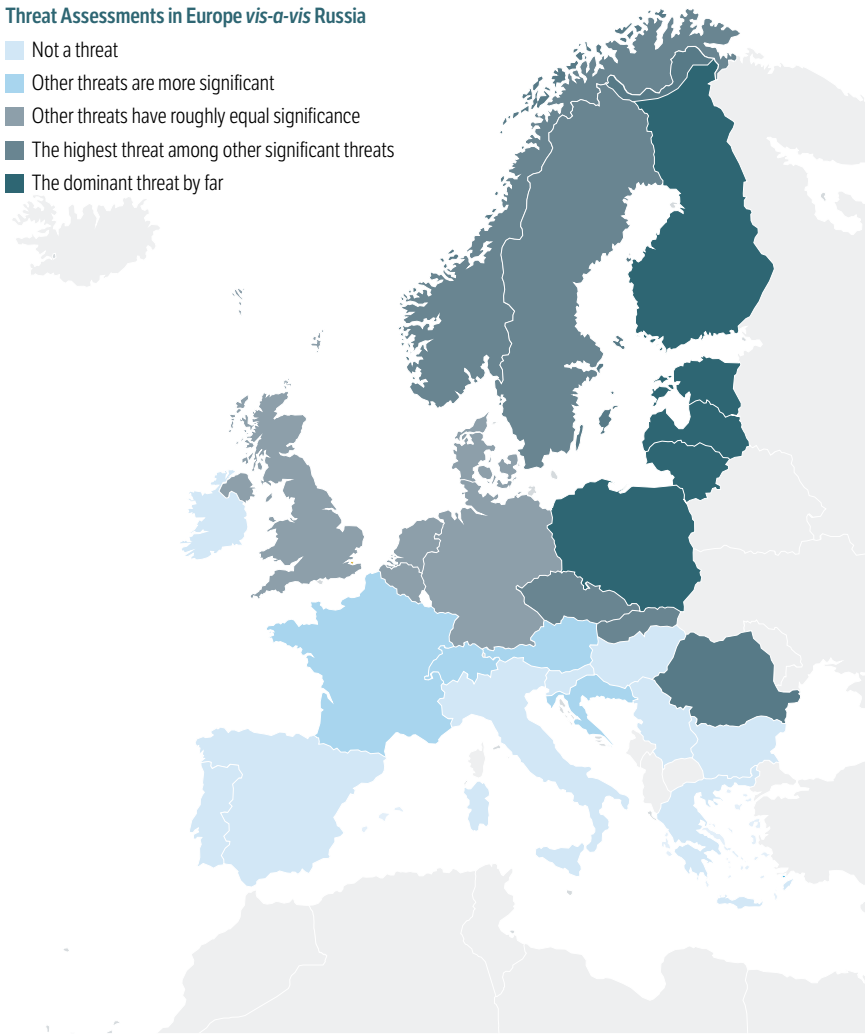 Threat Assessments in Europe vis-a-vis Russia
Not a threat
Other threats are more significant
Other threats have roughly equal significance
The highest threat among other significant threats
The dominant threat by far